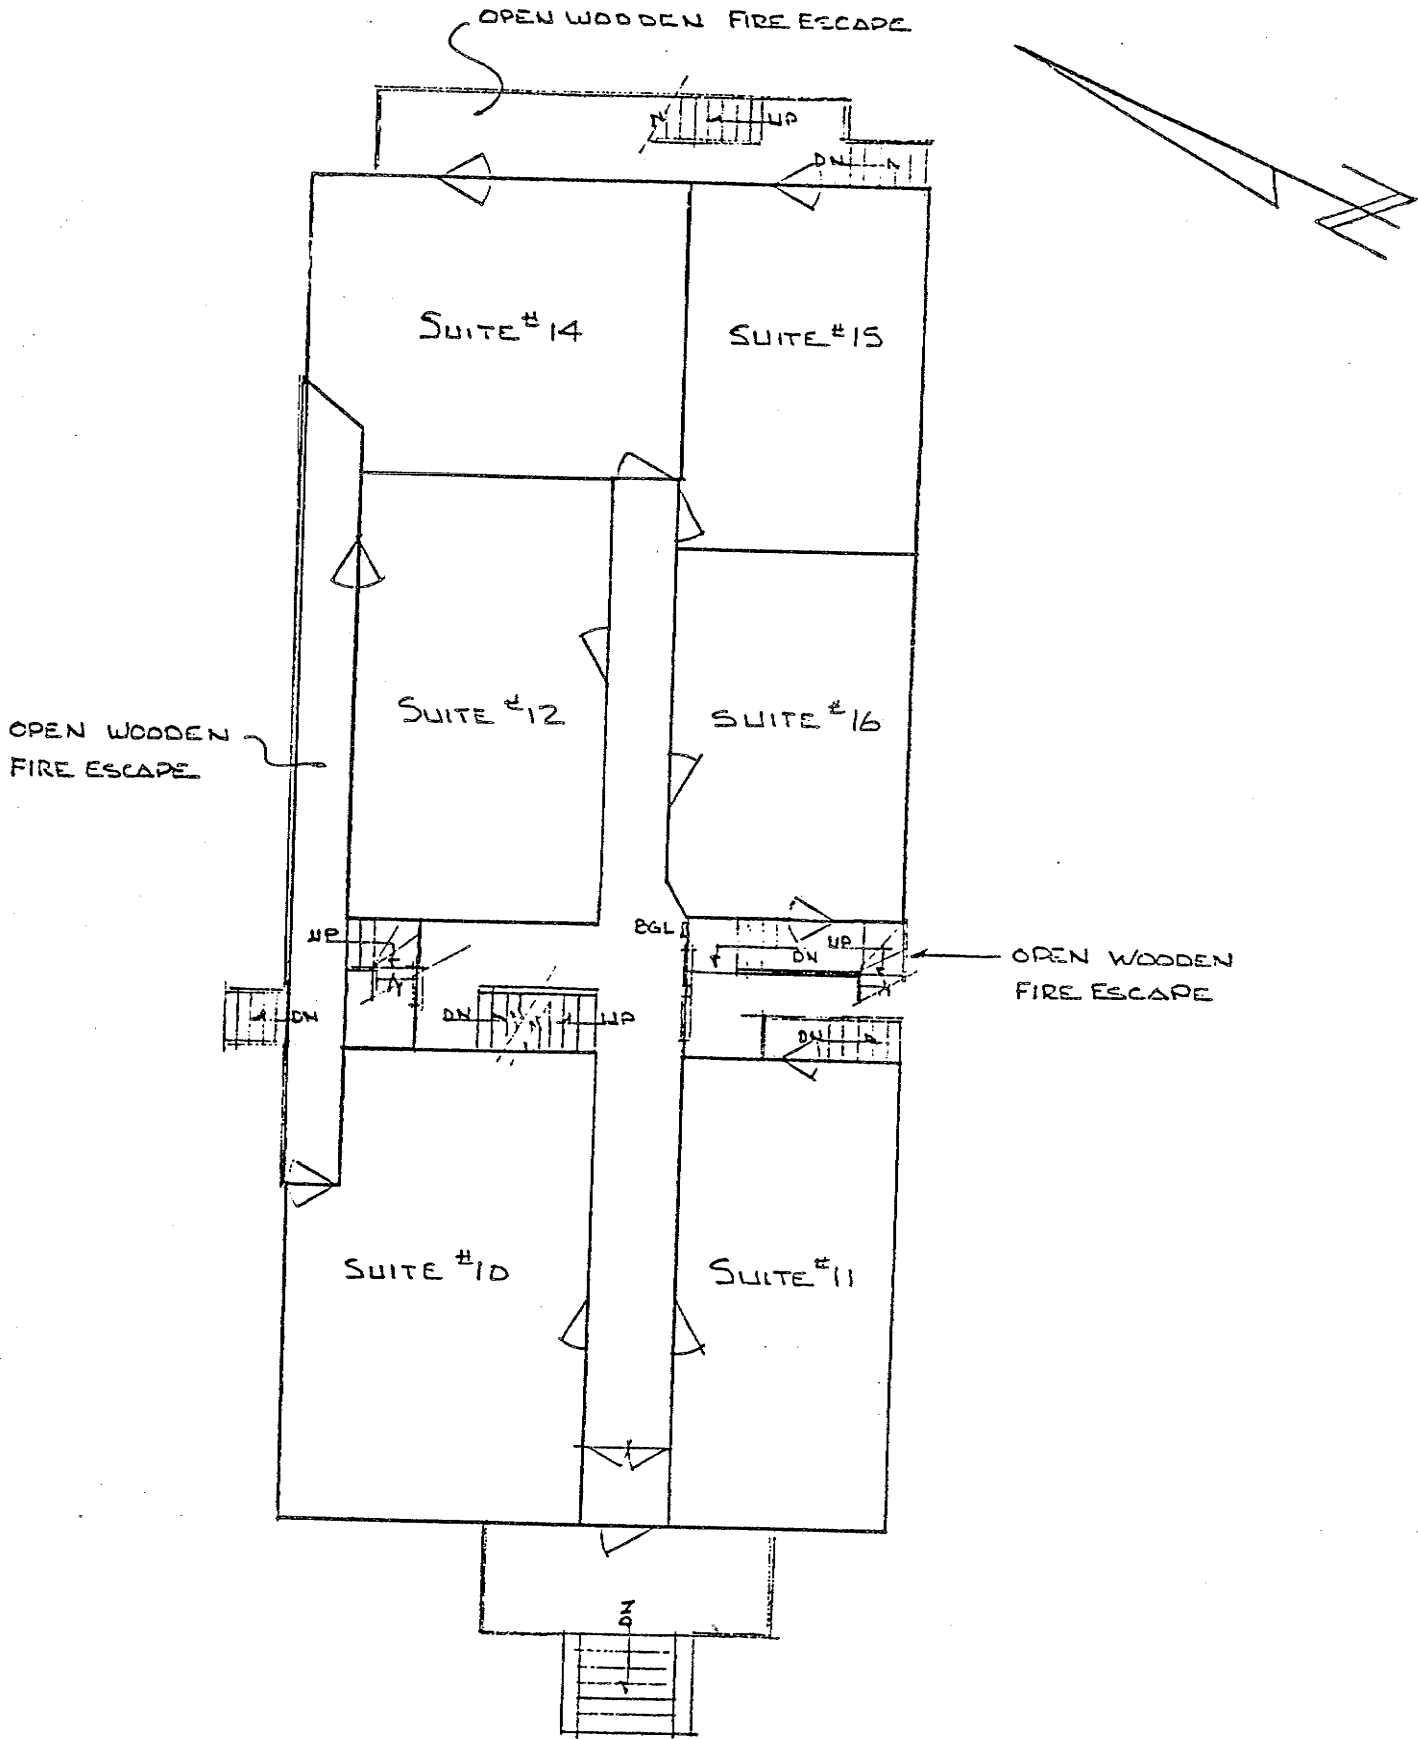 OPEN WOODEN FIRE ESCAPE
UP
DN
N
SUITE #14
SUITE #15
SUITE #12
SUITE #16
OPEN WOODEN
FIRE ESCAPE
UP
DN
UP
OPEN WOODEN
FIRE ESCAPE
DN
DN
UP
DN
SUITE #10
SUITE #11
DN